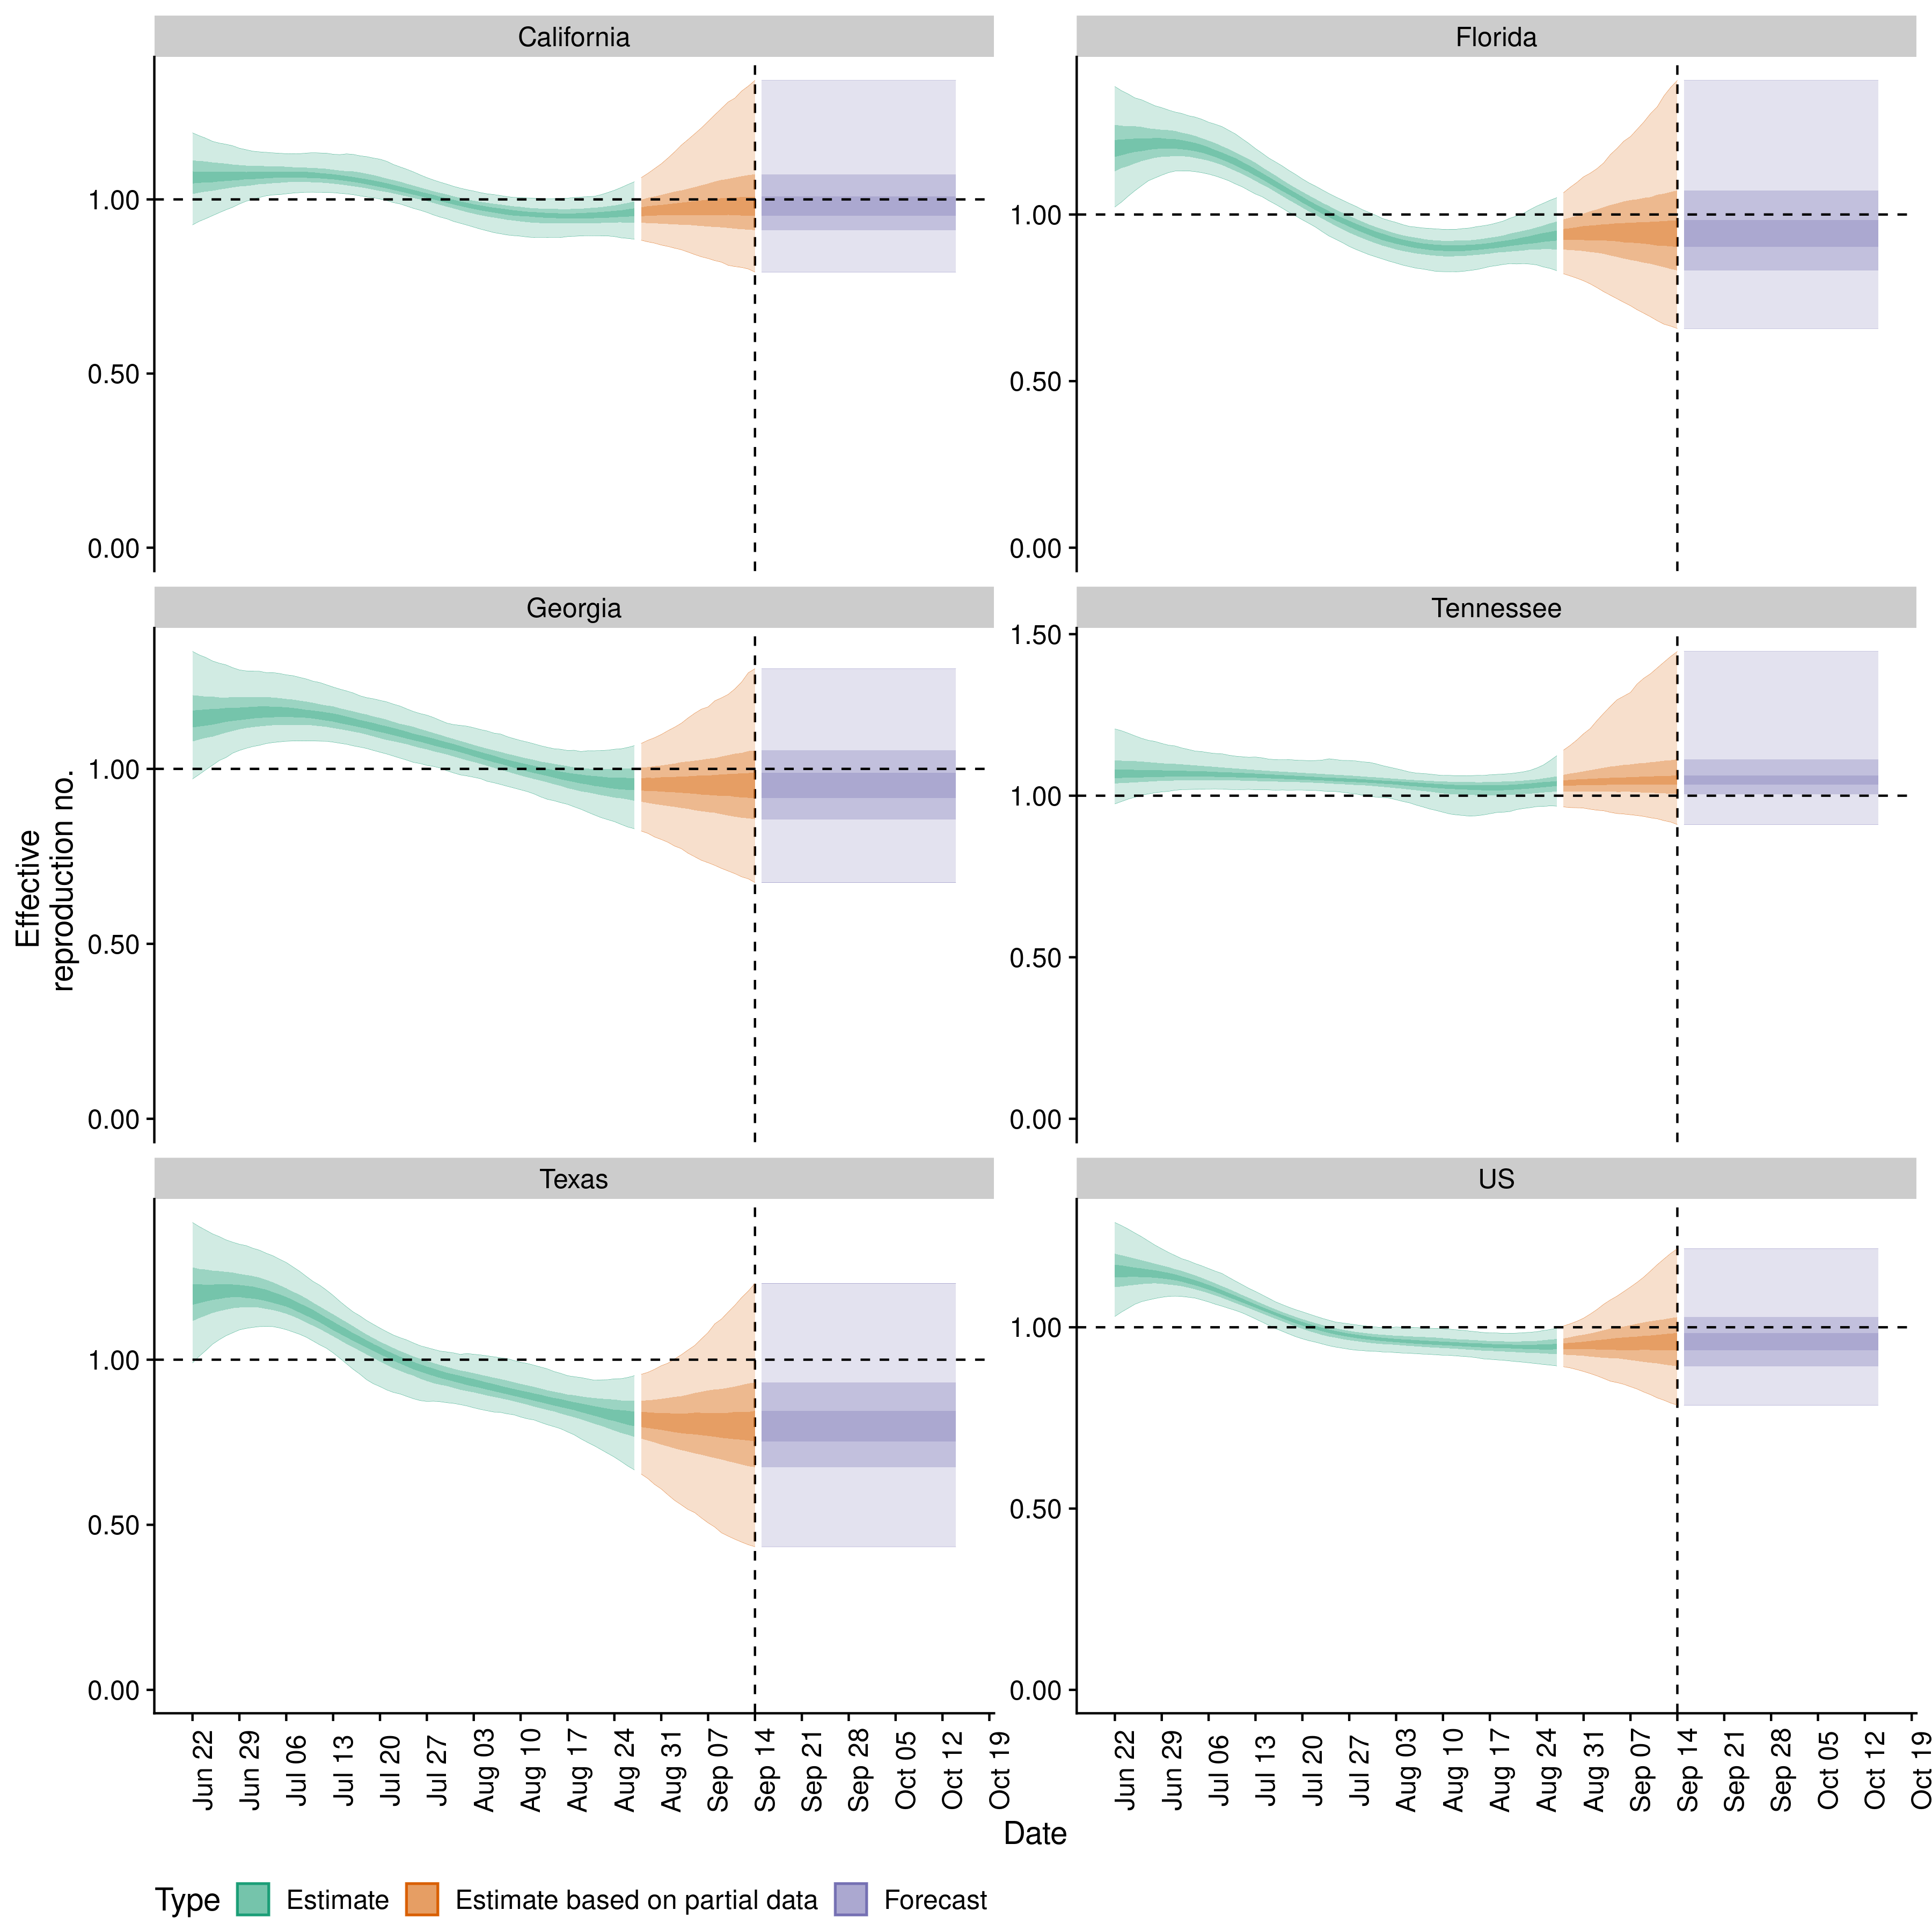 California
Florida
1.00
0.50
0.00
1.00
0.50
0.00
Georgia
Tennessee
1.00
0.50
0.00
1.50
1.00
0.50
0.00
Effective
reproduction no.
Texas
US
1.00
0.50
0.00
1.00
0.50
0.00
Jun 22
Jun 29
Jul 06
Jul 13
Jul 20
Jul 27
Aug 03
Aug 10
Aug 17
Aug 24
Aug 31
Sep 07
Sep 14
Sep 21
Sep 28
Oct 05
Oct 12
Oct 19
Jun 22
Jun 29
Jul 06
Jul 13
Jul 20
Jul 27
Aug 03
Aug 10
Aug 17
Aug 24
Aug 31
Sep 07
Sep 14
Sep 21
Sep 28
Oct 05
Oct 12
Oct 19
Date
Type Estimate Estimate based on partial data Forecast